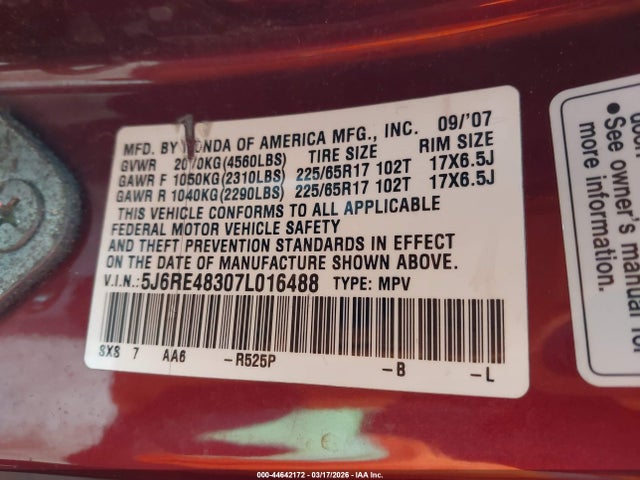 MFD. BY HONDA OF AMERICA MFG., INC. 09/'07
GVWR 2070KG(4560LBS) TIRE SIZE RIM SIZE
GAWR F 1050KG(2310LBS) 225/65R17 102T 17X6.5J
GAWR R 1040KG(2290LBS) 225/65R17 102T 17X6.5J
THIS VEHICLE CONFORMS TO ALL APPLICABLE
FEDERAL MOTOR VEHICLE SAFETY
AND THEFT PREVENTION STANDARDS IN EFFECT
ON THE DATE OF MANUFACTURE SHOWN ABOVE.
V.I.N.: 5J6RE48307L016488 TYPE: MPV
SXS 7 AA6 -R525P -B -L
See owner's manual
more information.
000-44642172 - 03/17/2026 - IAA Inc.